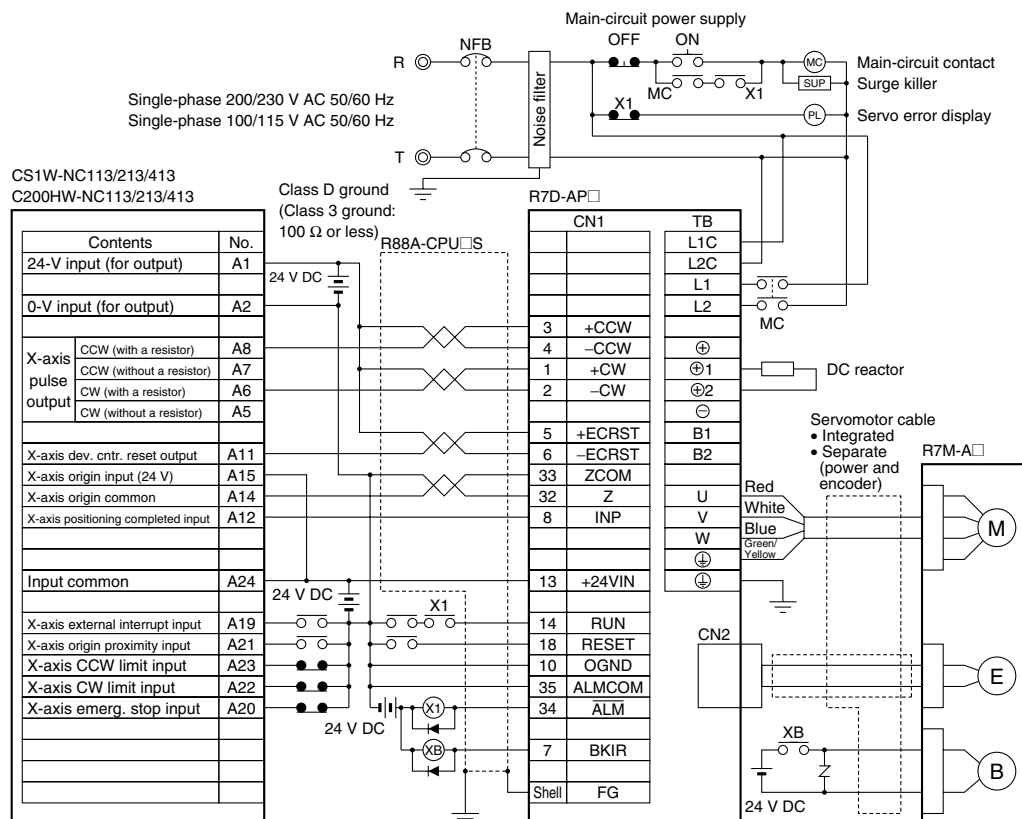 Main-circuit power supply
OFF ON
NFB
R
MC
Main-circuit contact
SUP
Surge killer
MC X1
Single-phase 200/230 V AC 50/60 Hz
Single-phase 100/115 V AC 50/60 Hz
Noise filter
X1
PL
Servo error display
T
CS1W-NC113/213/413
C200HW-NC113/213/413
Class D ground
(Class 3 ground:
100 Ω or less)
R88A-CPU□S
R7D-AP□
Contents No.
24-V input (for output) A1
0-V input (for output) A2
X-axis pulse output
CCW (with a resistor) A8
CCW (without a resistor) A7
CW (with a resistor) A6
CW (without a resistor) A5
X-axis dev. cntr. reset output A11
X-axis origin input (24 V) A15
X-axis origin common A14
X-axis positioning completed input A12
Input common A24
X-axis external interrupt input A19
X-axis origin proximity input A21
X-axis CCW limit input A23
X-axis CW limit input A22
X-axis emerg. stop input A20
24 V DC
24 V DC
X1
24 V DC
X1
XB
CN1
3 +CCW
4 −CCW
1 +CW
2 −CW
5 +ECRST
6 −ECRST
33 ZCOM
32 Z
8 INP
13 +24VIN
14 RUN
18 RESET
10 OGND
35 ALMCOM
34 ALM
7 BKIR
Shell FG
TB
L1C
L2C
L1
L2
MC
⊕
⊕1
⊕2
DC reactor
⊖
B1
B2
U
V
W
Red
White
Blue
Green/
Yellow
Servomotor cable
• Integrated
• Separate
(power and
encoder)
R7M-A□
M
CN2
E
XB
24 V DC
B